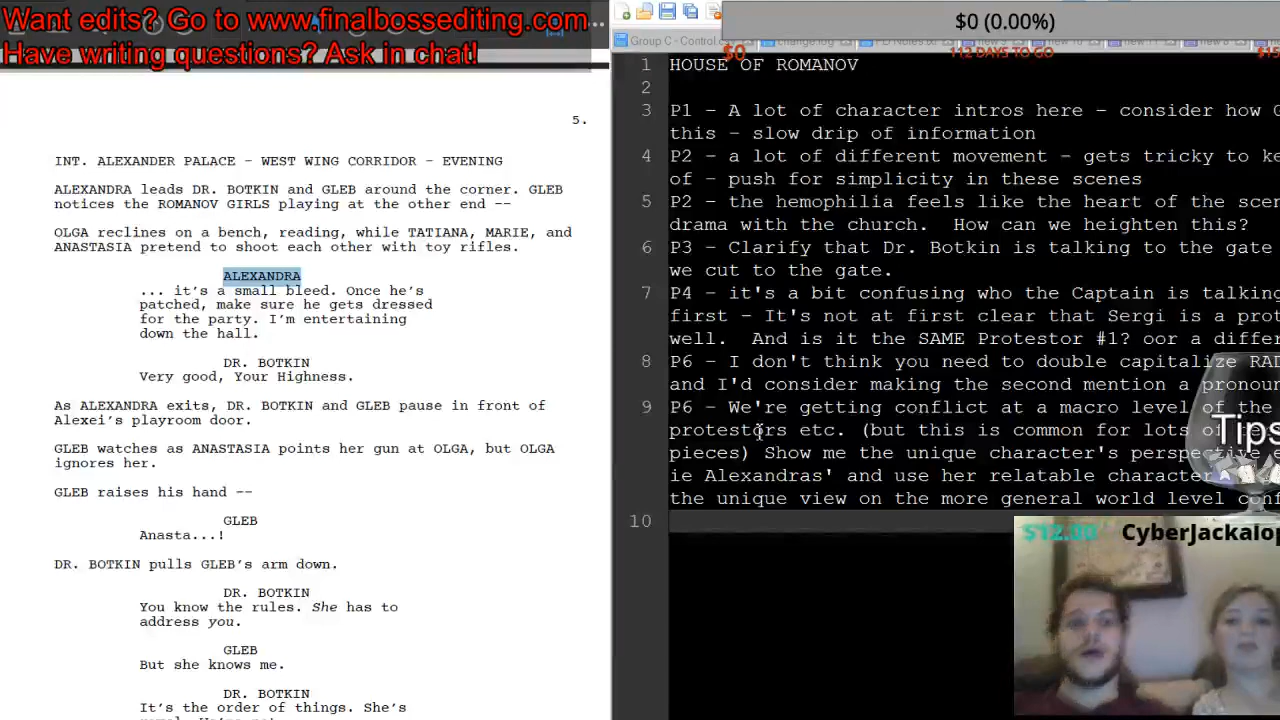 Want edits? Go to www.finalbossediting.com
Have writing questions? Ask in chat!
5.
INT. ALEXANDER PALACE - WEST WING CORRIDOR - EVENING
ALEXANDRA leads DR. BOTKIN and GLEB around the corner. GLEB
notices the ROMANOV GIRLS playing at the other end --
OLGA reclines on a bench, reading, while TATIANA, MARIE, and
ANASTASIA pretend to shoot each other with toy rifles.
ALEXANDRA
... it's a small bleed. Once he's
patched, make sure he gets dressed
for the party. I'm entertaining
down the hall.
DR. BOTKIN
Very good, Your Highness.
As ALEXANDRA exits, DR. BOTKIN and GLEB pause in front of
Alexei's playroom door.
GLEB watches as ANASTASIA points her gun at OLGA, but OLGA
ignores her.
GLEB raises his hand --
GLEB
Anasta...!
DR. BOTKIN pulls GLEB's arm down.
DR. BOTKIN
You know the rules. She has to
address you.
GLEB
But she knows me.
DR. BOTKIN
It's the order of things. She's
$0 (0.00%)
Group C - Control.c
change.log
PD Notes.txt
$0
112 DAYS TO GO
1 HOUSE OF ROMANOV
2
3 P1 - A lot of character intros here - consider how
this - slow drip of information
4 P2 - a lot of different movement - gets tricky to
of - push for simplicity in these scenes
5 P2 - the hemophilia feels like the heart of the
drama with the church. How can we heighten this?
6 P3 - Clarify that Dr. Botkin is talking to the gate
we cut to the gate.
7 P4 - it's a bit confusing who the Captain is
first - It's not at first clear that Sergi is a
well. And is it the SAME Protestor #1? oor a
8 P6 - I don't think you need to double capitalize
and I'd consider making the second mention a
9 P6 - We're getting conflict at a macro level of the
protestors etc. (but this is common for lots
pieces) Show me the unique character's perspective
ie Alexandras' and use her relatable character
the unique view on the more general world level
10
Tips
$12.00 CyberJackalop